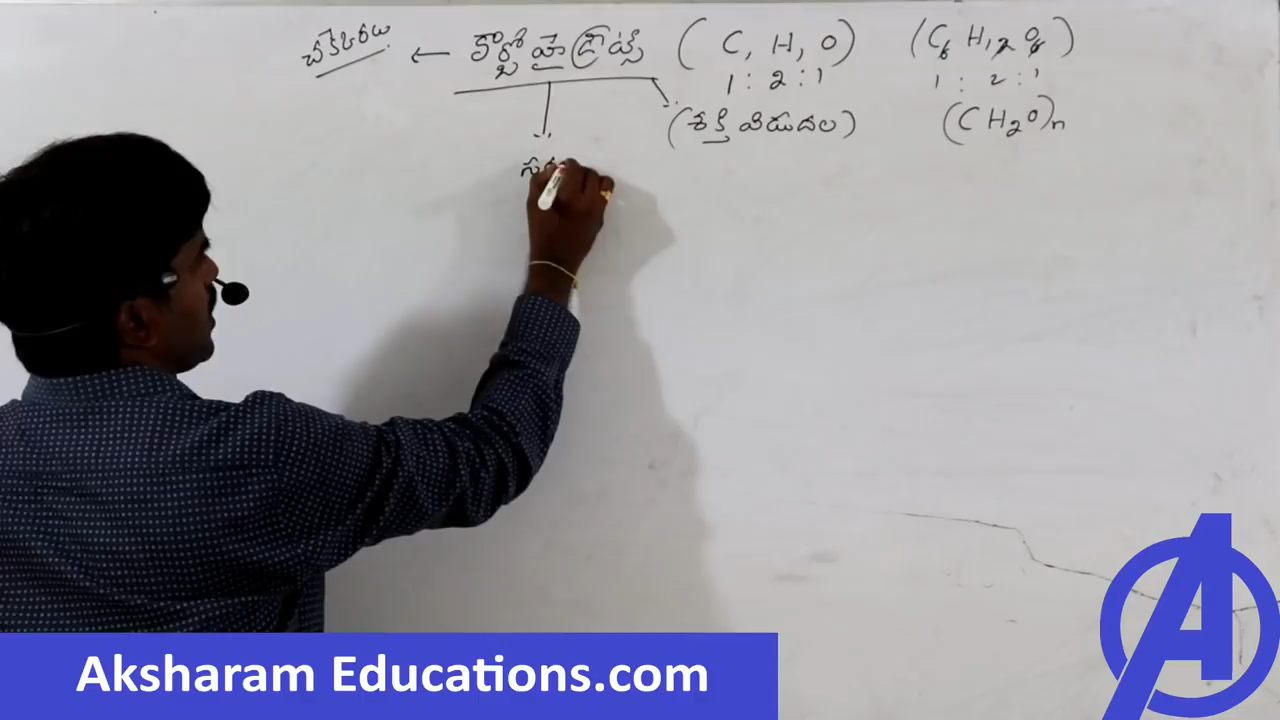 చక్కెరలు ← కార్బోహైడ్రేట్స్ (C, H, O) (C6 H12 O6)
1 : 2 : 1 1 : 2 : 1
(శక్తి విడుదల) (CH2O)n
Aksharam Educations.com